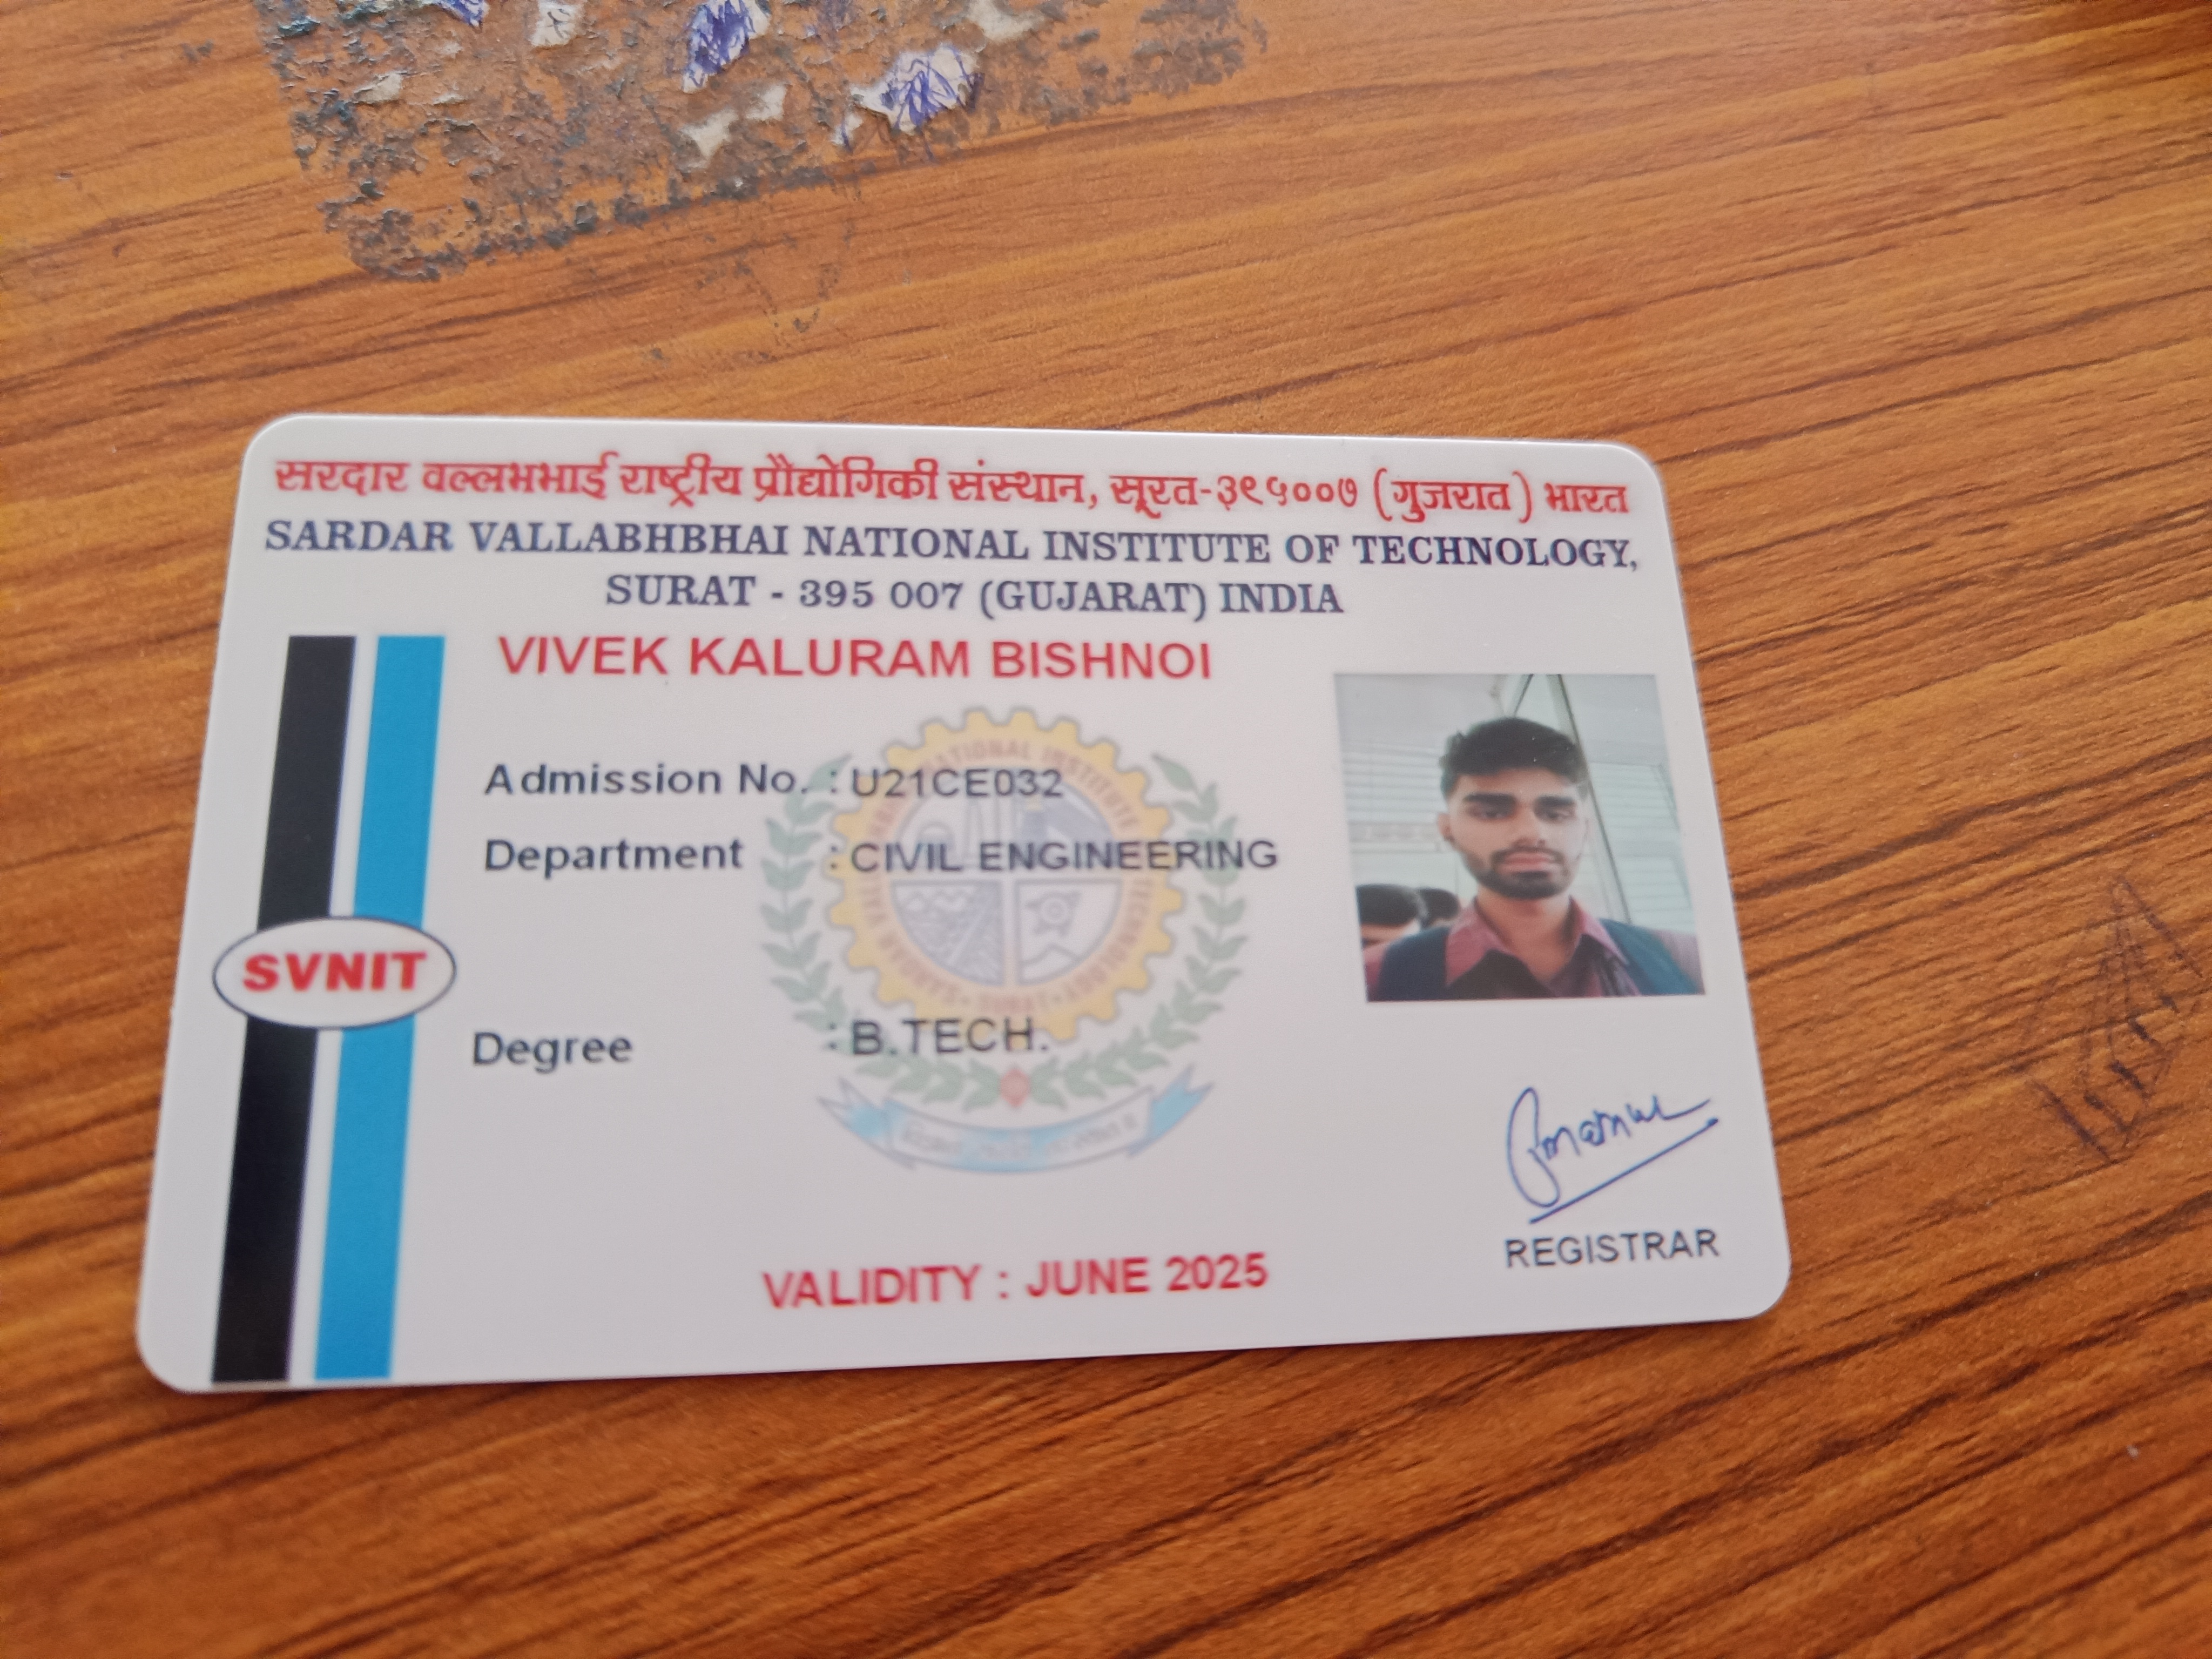 सरदार वल्लभभाई राष्ट्रीय प्रौद्योगिकी संस्थान, सूरत-३९५००७ (गुजरात) भारत
SARDAR VALLABHBHAI NATIONAL INSTITUTE OF TECHNOLOGY,
SURAT - 395 007 (GUJARAT) INDIA
VIVEK KALURAM BISHNOI
Admission No. : U21CE032
Department : CIVIL ENGINEERING
SVNIT
Degree : B.TECH.
REGISTRAR
VALIDITY : JUNE 2025